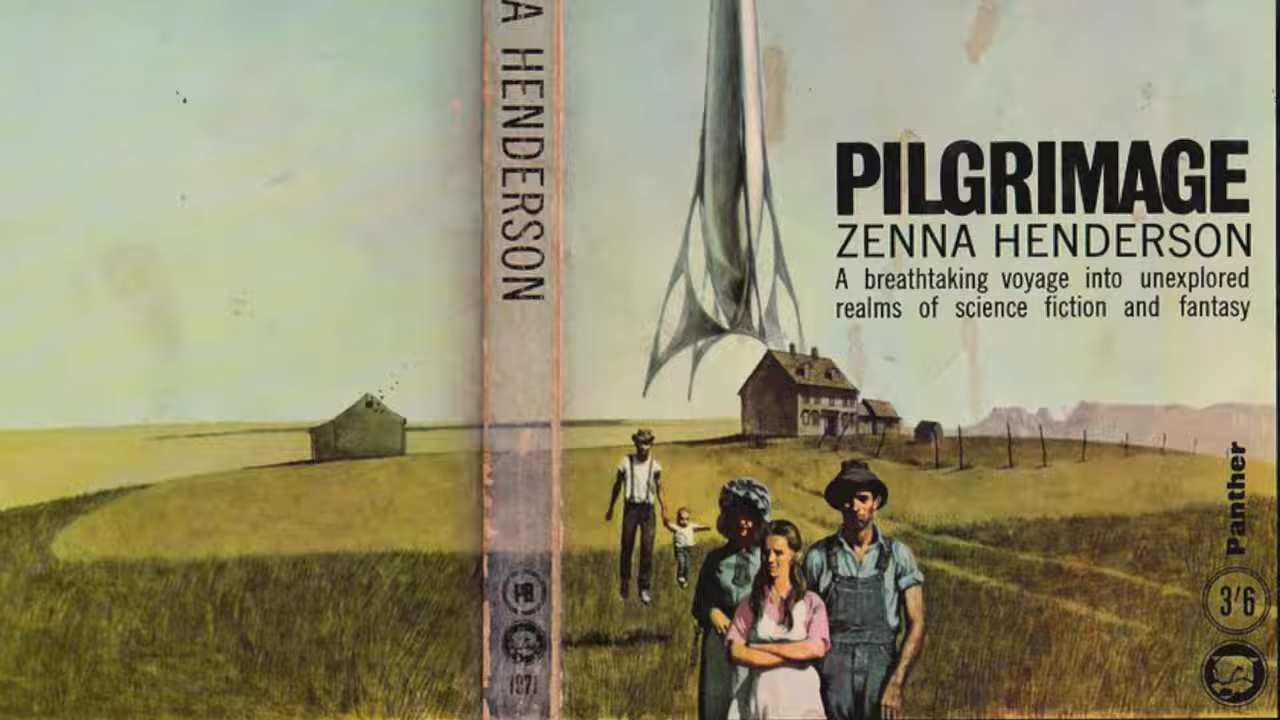 A HENDERSON
1971
PILGRIMAGE
ZENNA HENDERSON
A breathtaking voyage into unexplored
realms of science fiction and fantasy
Panther
3'6